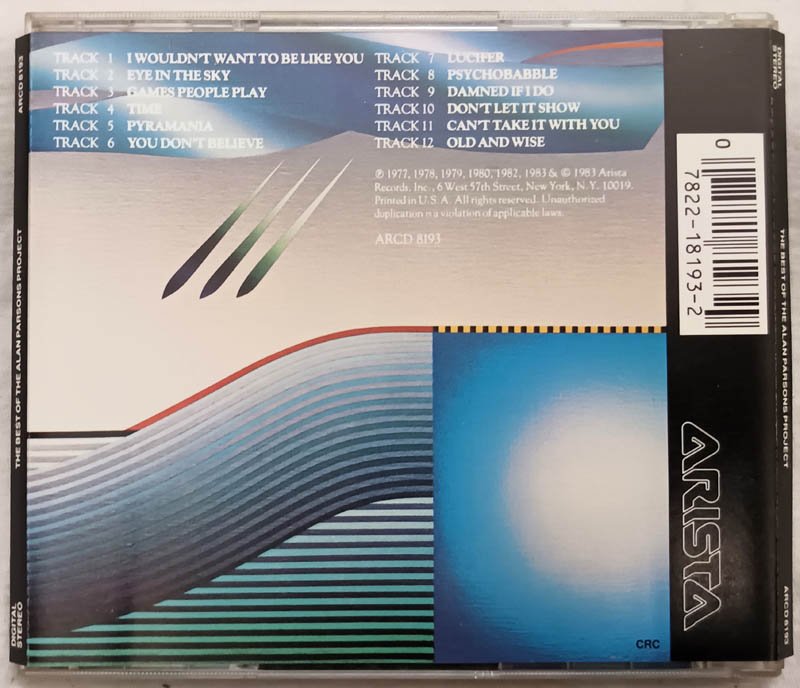 TRACK 1 I WOULDN'T WANT TO BE LIKE YOU
TRACK 2 EYE IN THE SKY
TRACK 3 GAMES PEOPLE PLAY
TRACK 4 TIME
TRACK 5 PYRAMANIA
TRACK 6 YOU DON'T BELIEVE
TRACK 7 LUCIFER
TRACK 8 PSYCHOBABBLE
TRACK 9 DAMNED IF I DO
TRACK 10 DON'T LET IT SHOW
TRACK 11 CAN'T TAKE IT WITH YOU
TRACK 12 OLD AND WISE
℗ 1977, 1978, 1979, 1980, 1982, 1983 & © 1983 Arista
Records, Inc., 6 West 57th Street, New York, N.Y. 10019.
Printed in U.S.A. All rights reserved. Unauthorized
duplication is a violation of applicable laws.
ARCD 8193
0 7822-18193-2
ARISTA
CRC
ARCD 8193
THE BEST OF THE ALAN PARSONS PROJECT
DIGITAL
STEREO
DIGITAL
STEREO
THE BEST OF THE ALAN PARSONS PROJECT
ARCD 8193